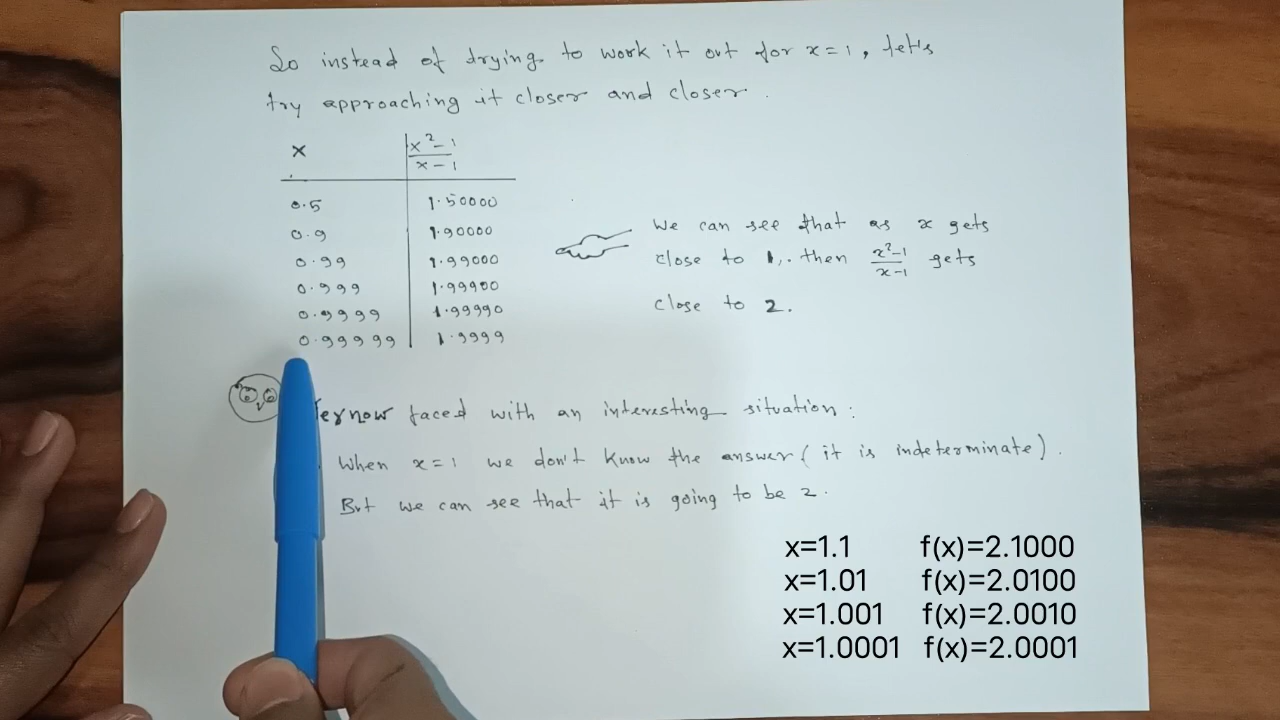 So instead of trying to work it out for x=1, let's
try approaching it closer and closer.
x x²-1/x-1
0.5 1.50000
0.9 1.90000
0.99 1.99000
0.999 1.99900
0.9999 1.99990
0.99999 1.9999
We can see that as x gets
close to 1, then x²-1/x-1 gets
close to 2.
now faced with an interesting situation:
When x=1 we don't know the answer (it is indeterminate).
But we can see that it is going to be 2.
x=1.1 f(x)=2.1000
x=1.01 f(x)=2.0100
x=1.001 f(x)=2.0010
x=1.0001 f(x)=2.0001